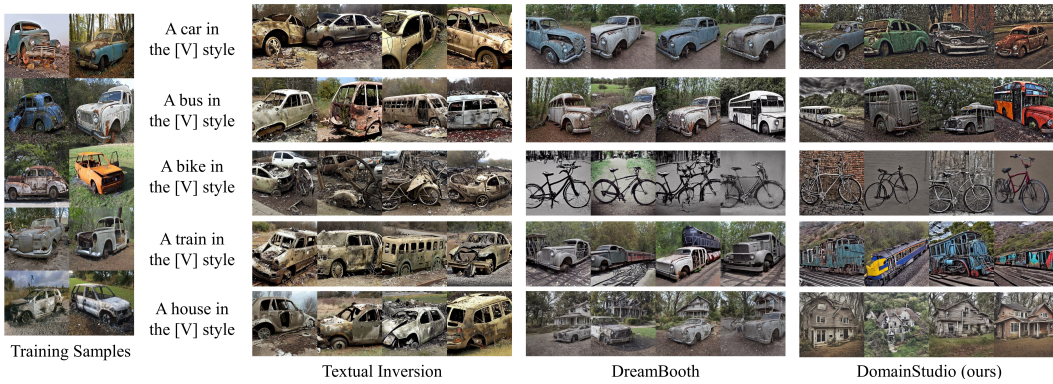 A car in
the [V] style
A bus in
the [V] style
A bike in
the [V] style
A train in
the [V] style
A house in
the [V] style
Training Samples
Textual Inversion
DreamBooth
DomainStudio (ours)